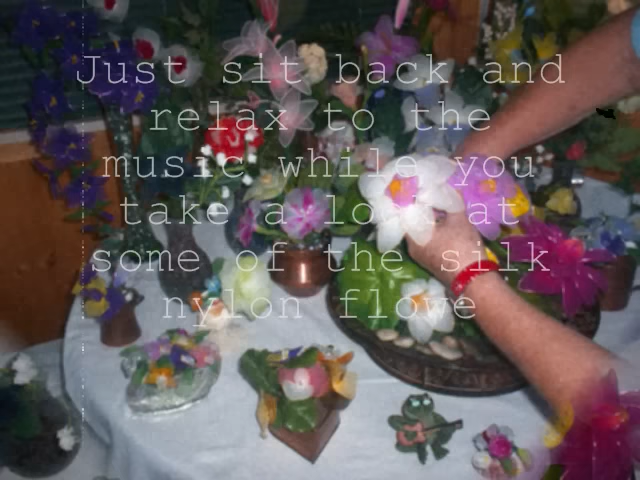 Just sit back and
relax to the
music while you
take a look at
some of the silk
nylon flowe